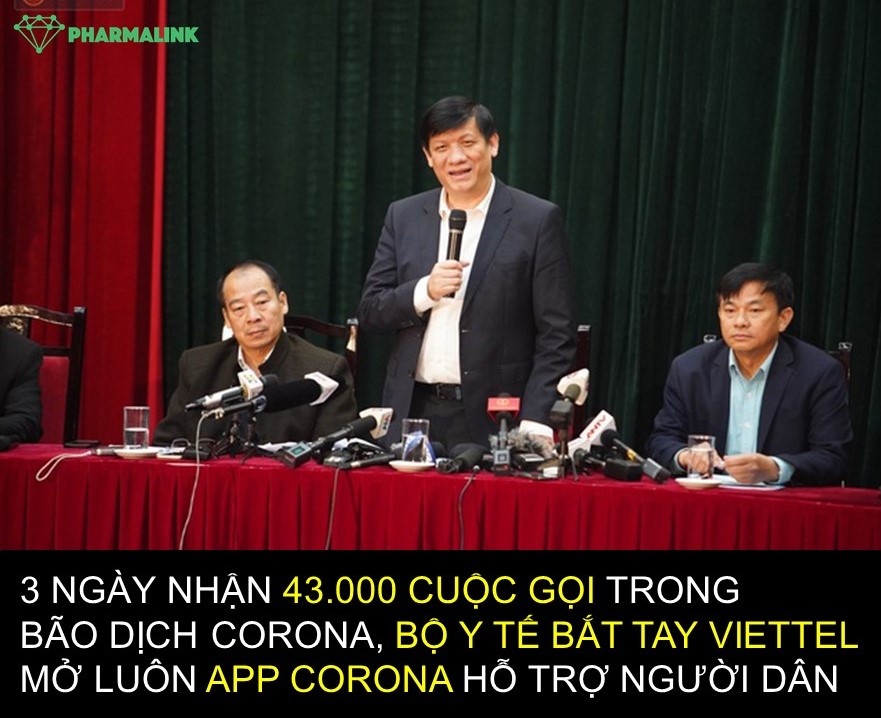 PHARMALINK
3 NGÀY NHẬN 43.000 CUỘC GỌI TRONG
BÃO DỊCH CORONA, BỘ Y TẾ BẮT TAY VIETTEL
MỞ LUÔN APP CORONA HỖ TRỢ NGƯỜI DÂN